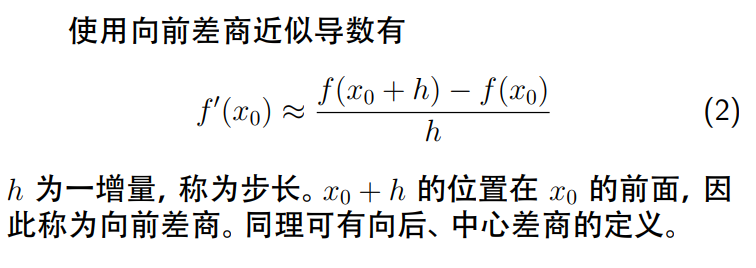 使用向前差商近似导数有
f′(x₀) ≈ \frac{f(x₀ + h) − f(x₀)}{h} (2)
h 为一增量, 称为步长。x₀ + h 的位置在 x₀ 的前面, 因
此称为向前差商。同理可有向后、中心差商的定义。